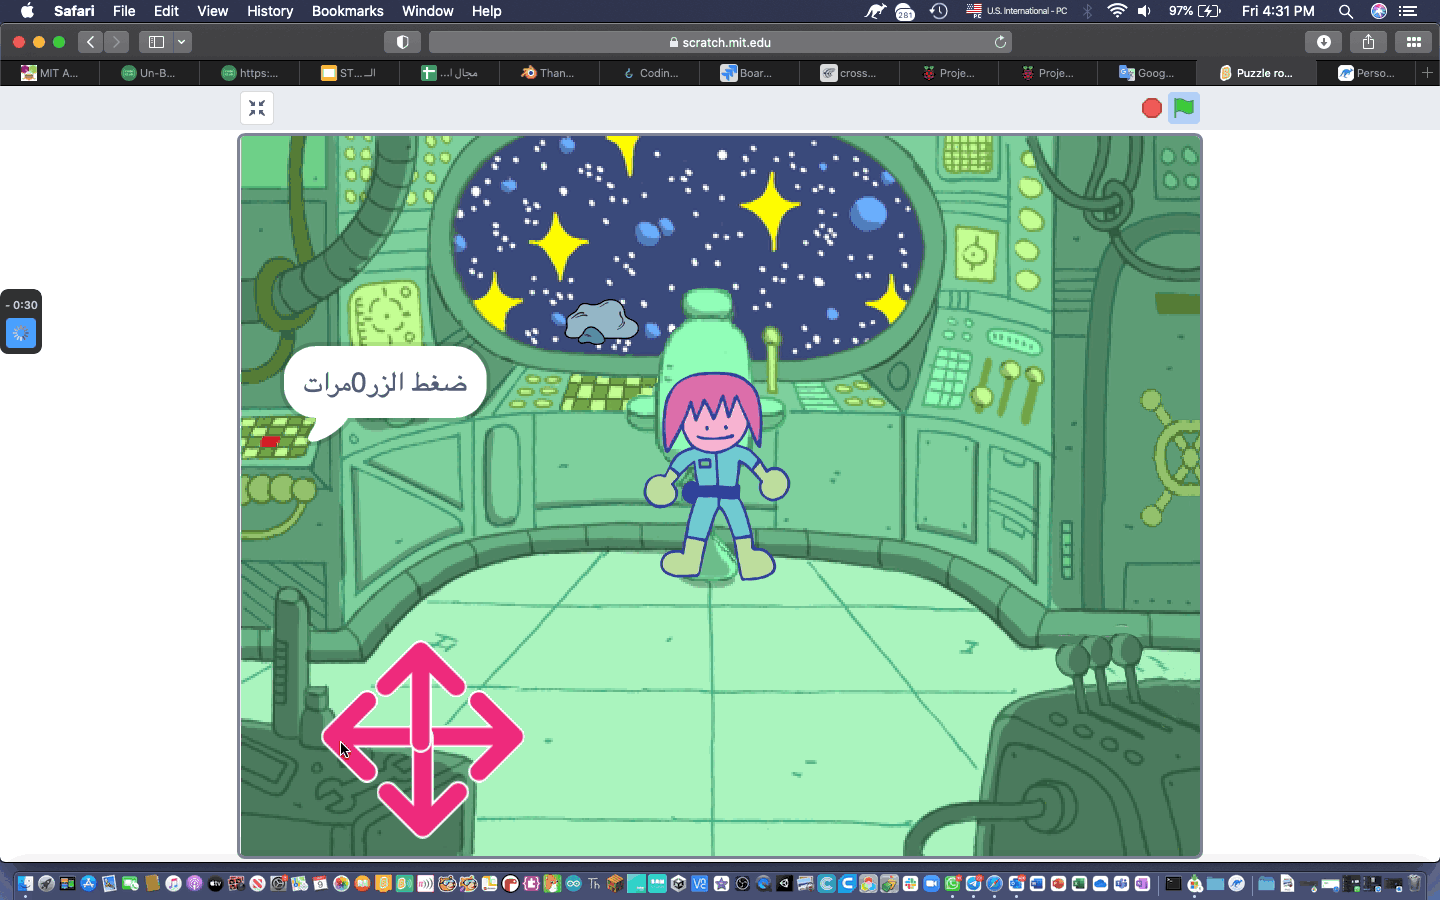 Safari File Edit View History Bookmarks Window Help
281
U.S. International - PC
97%
Fri 4:31 PM
scratch.mit.edu
MIT A...
Un-B...
https:...
ST... الـ
مجال ا...
Than...
Codin...
Boar...
cross...
Proje...
Proje...
Goog...
Puzzle ro...
Perso...
- 0:30
ضغط الزر0مرات